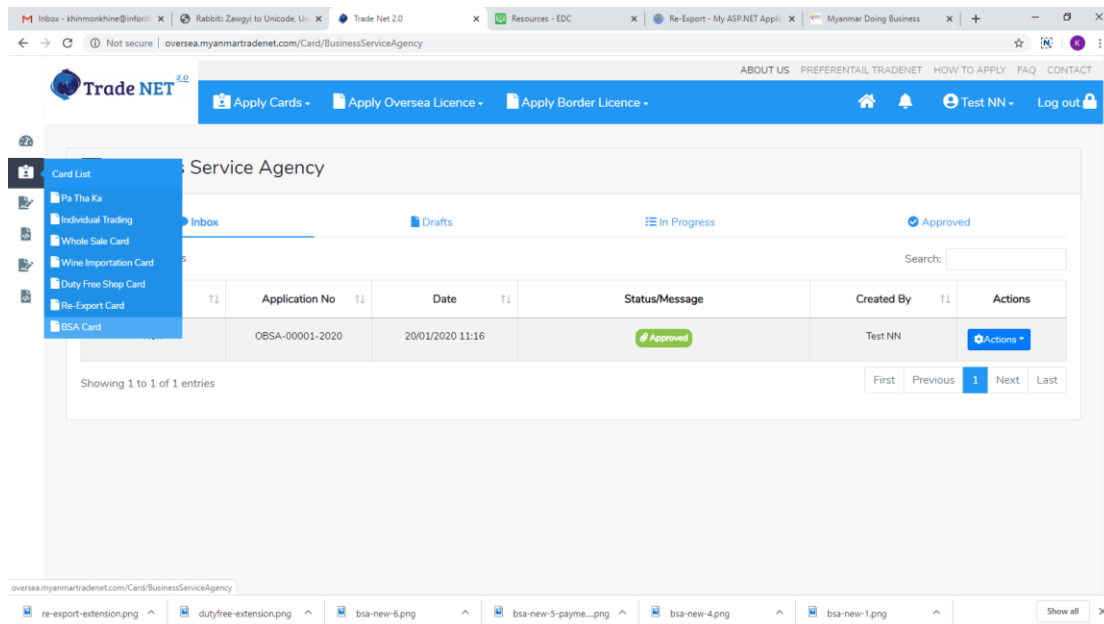 Inbox - khinmonkhine@inforit
Rabbit: Zawgyi to Unicode, Un
Trade Net 2.0
Resources - EDC
Re-Export - My ASP.NET Applic
Myanmar Doing Business
Not secure | oversea.myanmartradenet.com/Card/BusinessServiceAgency
K
ABOUT US PREFERENTAIL TRADENET HOW TO APPLY FAQ CONTACT
Trade NET 2.0
Apply Cards
Apply Oversea Licence
Apply Border Licence
Test NN
Log out
s Service Agency
Card List
Pa Tha Ka
Individual Trading
Whole Sale Card
Wine Importation Card
Duty Free Shop Card
Re-Export Card
BSA Card
Inbox
Drafts
In Progress
Approved
s
Search:
Application No Date Status/Message Created By Actions
OBSA-00001-2020 20/01/2020 11:16 Approved Test NN Actions
Showing 1 to 1 of 1 entries
First Previous 1 Next Last
oversea.myanmartradenet.com/Card/BusinessServiceAgency
re-export-extension.png
dutyfree-extension.png
bsa-new-6.png
bsa-new-5-payme....png
bsa-new-4.png
bsa-new-1.png
Show all